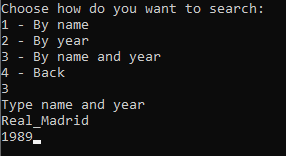 Choose how do you want to search:
1 - By name
2 - By year
3 - By name and year
4 - Back
3
Type name and year
Real_Madrid
1989